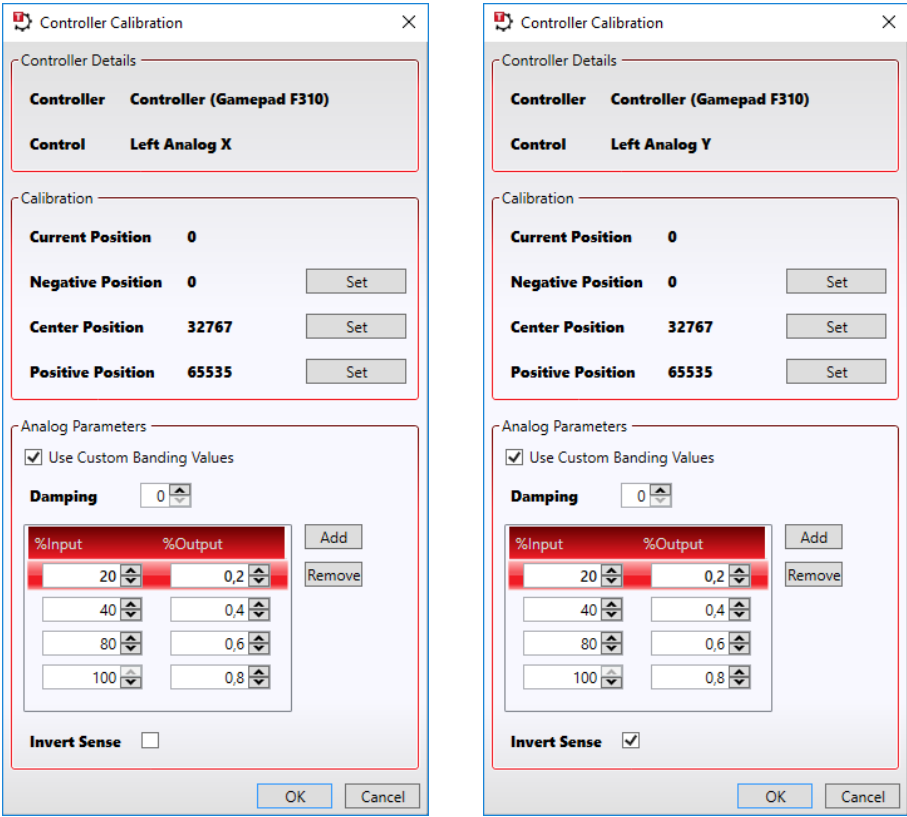 Controller Calibration
Controller Details
Controller Controller (Gamepad F310)
Control Left Analog X
Calibration
Current Position 0
Negative Position 0 Set
Center Position 32767 Set
Positive Position 65535 Set
Analog Parameters
Use Custom Banding Values
Damping 0
%Input %Output Add
20 0,2 Remove
40 0,4
80 0,6
100 0,8
Invert Sense
OK Cancel
Controller Calibration
Controller Details
Controller Controller (Gamepad F310)
Control Left Analog Y
Calibration
Current Position 0
Negative Position 0 Set
Center Position 32767 Set
Positive Position 65535 Set
Analog Parameters
Use Custom Banding Values
Damping 0
%Input %Output Add
20 0,2 Remove
40 0,4
80 0,6
100 0,8
Invert Sense
OK Cancel